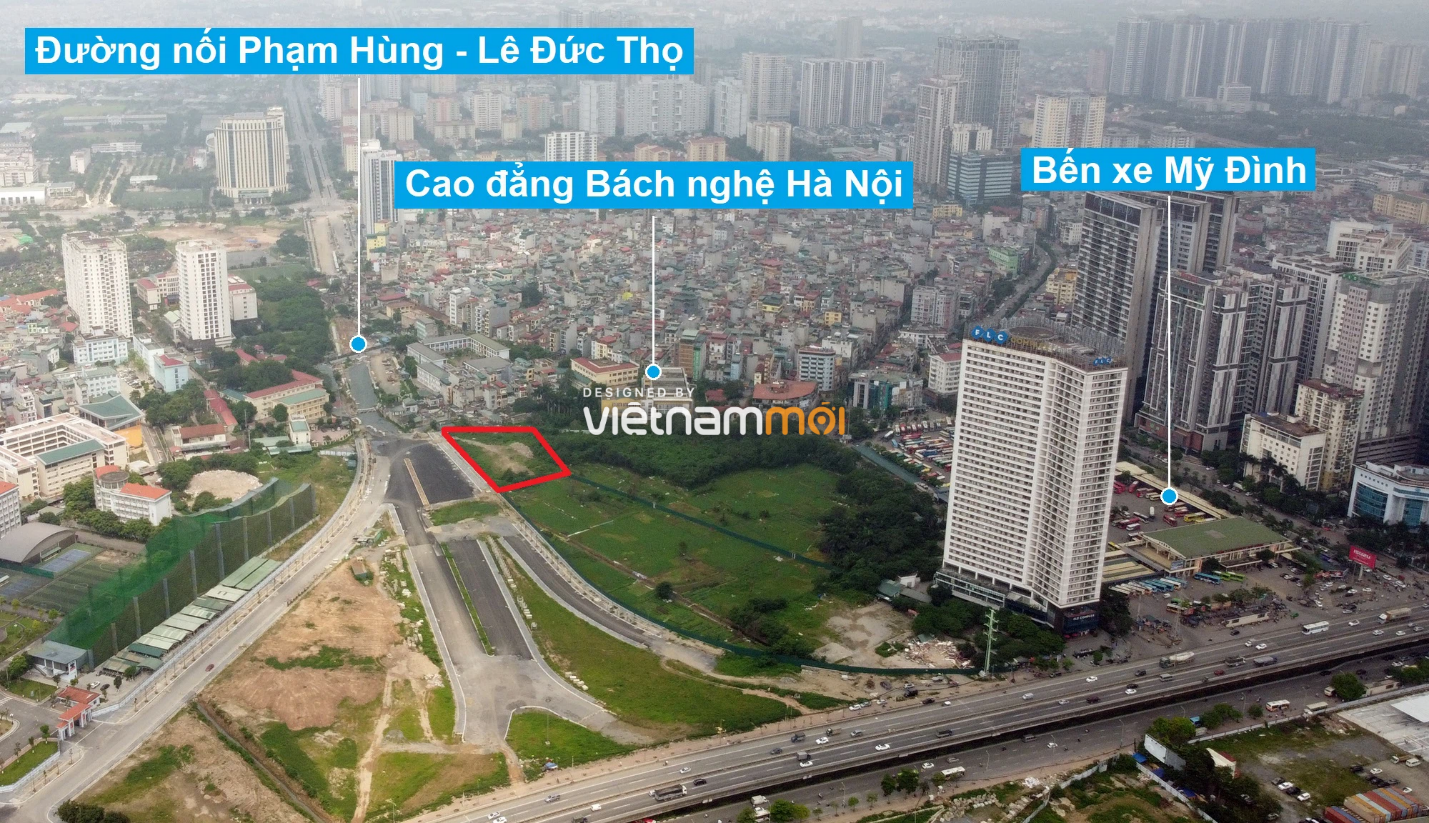 Đường nối Phạm Hùng - Lê Đức Thọ
Cao đẳng Bách nghệ Hà Nội
Bến xe Mỹ Đình
FLC
DESIGNED BY
việtnammới